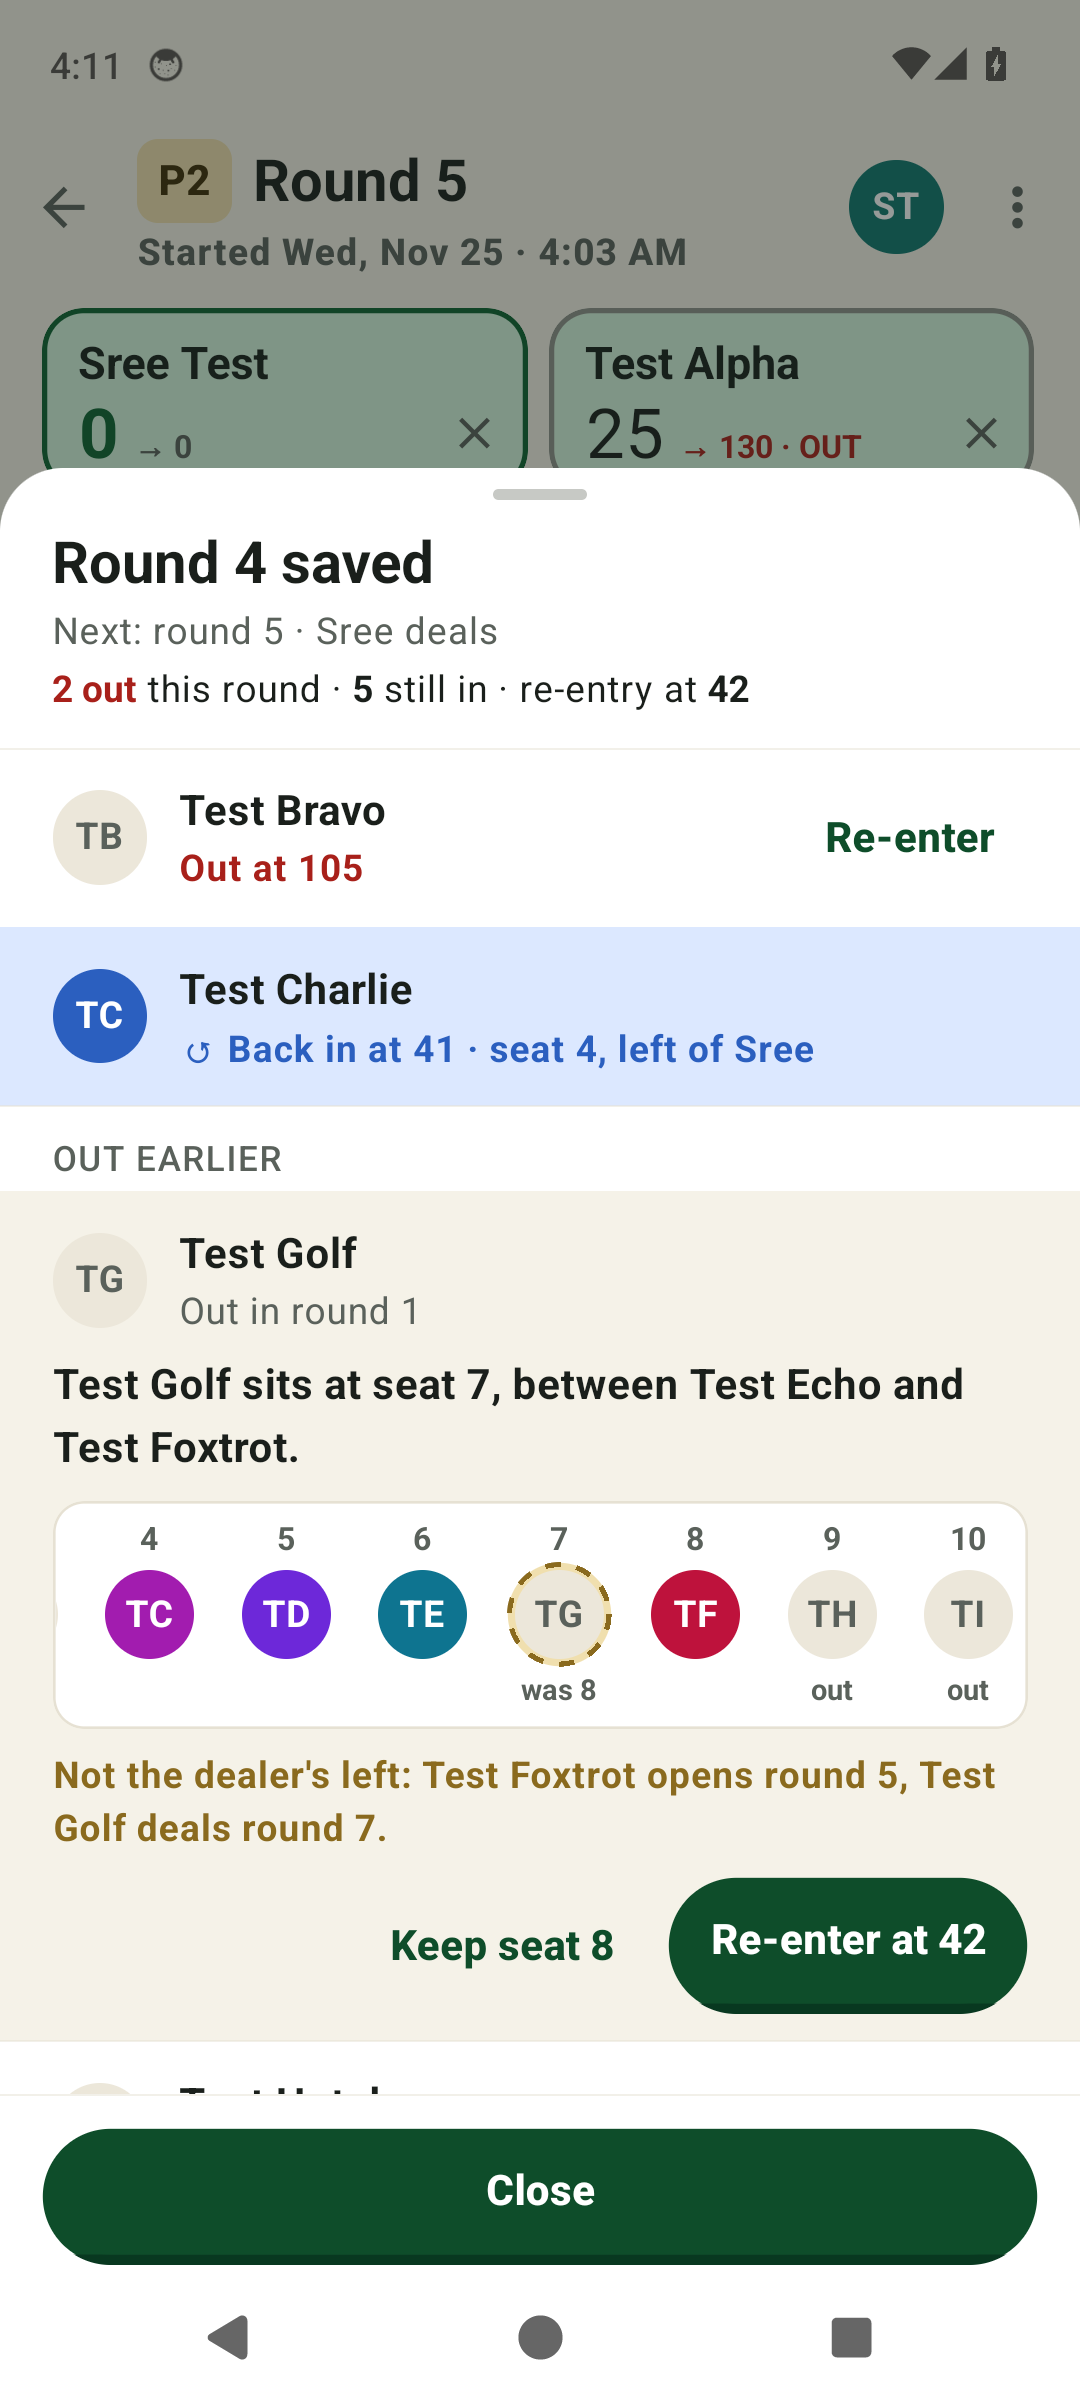 4:11
P2 Round 5
Started Wed, Nov 25 · 4:03 AM
ST
Sree Test
0 → 0
Test Alpha
25 → 130 · OUT
Round 4 saved
Next: round 5 · Sree deals
2 out this round · 5 still in · re-entry at 42
TB
Test Bravo
Out at 105
Re-enter
TC
Test Charlie
Back in at 41 · seat 4, left of Sree
OUT EARLIER
TG
Test Golf
Out in round 1
Test Golf sits at seat 7, between Test Echo and
Test Foxtrot.
4 5 6 7 8 9 10
TC TD TE TG TF TH TI
was 8 out out
Not the dealer's left: Test Foxtrot opens round 5, Test
Golf deals round 7.
Keep seat 8
Re-enter at 42
Close